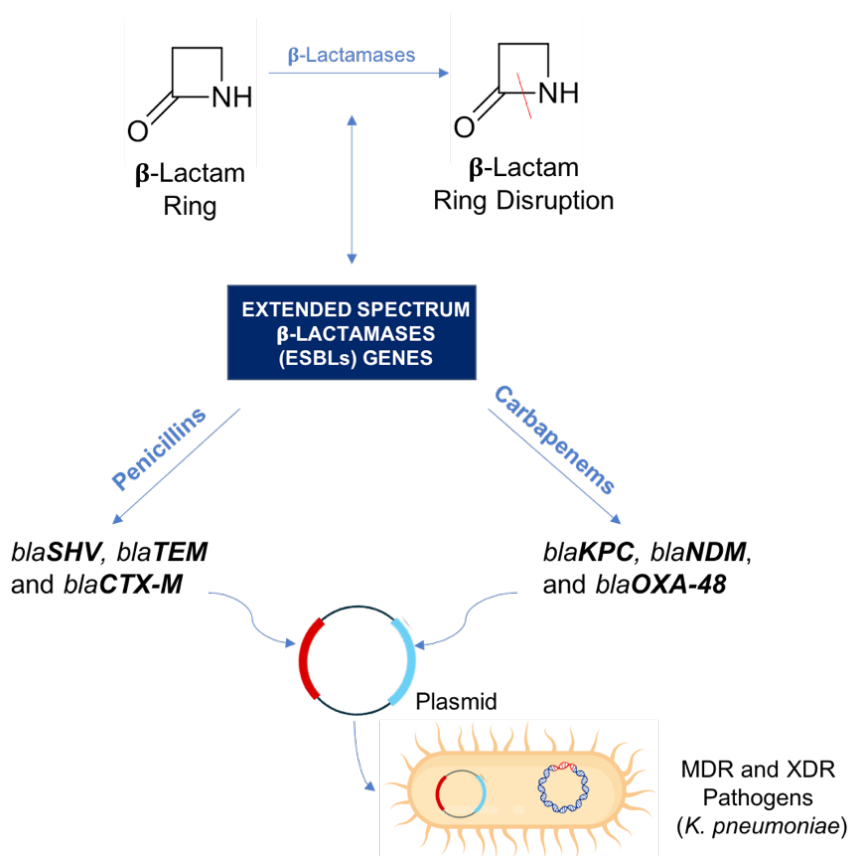 β-Lactamases
NH
O
NH
O
β-Lactam
Ring
β-Lactam
Ring Disruption
EXTENDED SPECTRUM
β-LACTAMASES
(ESBLs) GENES
Penicillins
Carbapenems
blaSHV, blaTEM
and blaCTX-M
blaKPC, blaNDM,
and blaOXA-48
Plasmid
MDR and XDR
Pathogens
(K. pneumoniae)